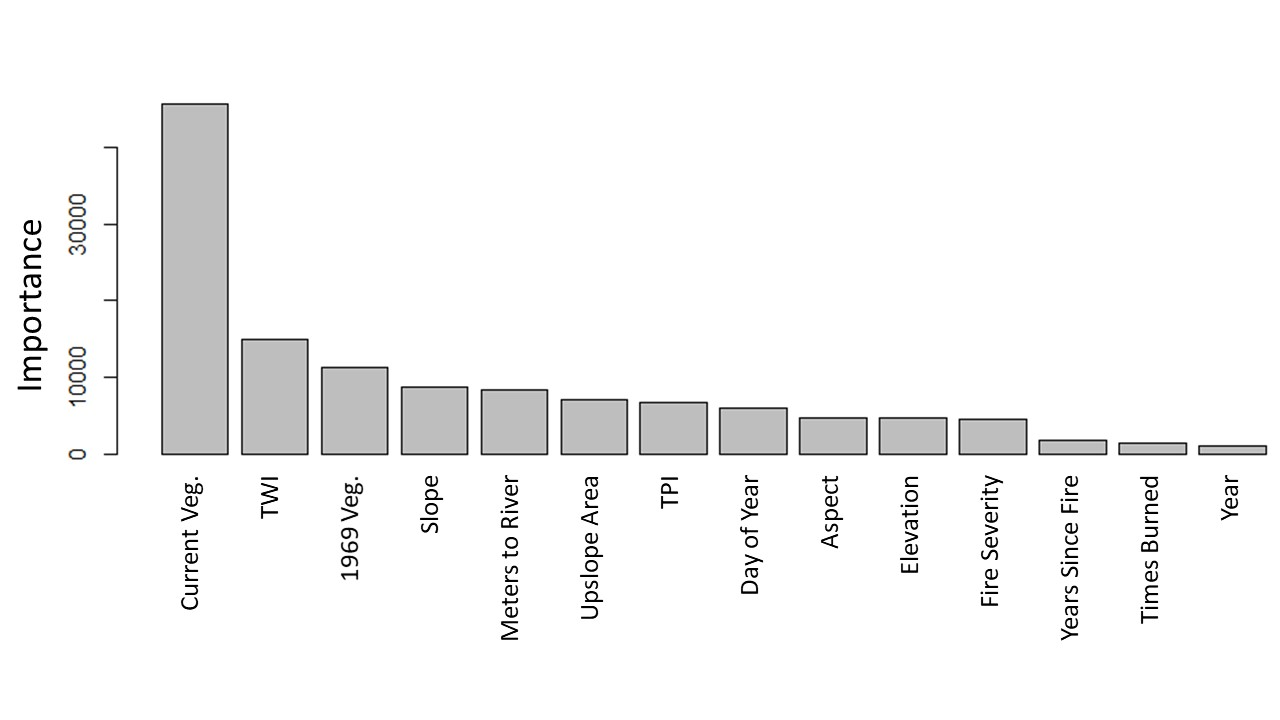 Importance
30000
10000
0
Current Veg.
TWI
1969 Veg.
Slope
Meters to River
Upslope Area
TPI
Day of Year
Aspect
Elevation
Fire Severity
Years Since Fire
Times Burned
Year